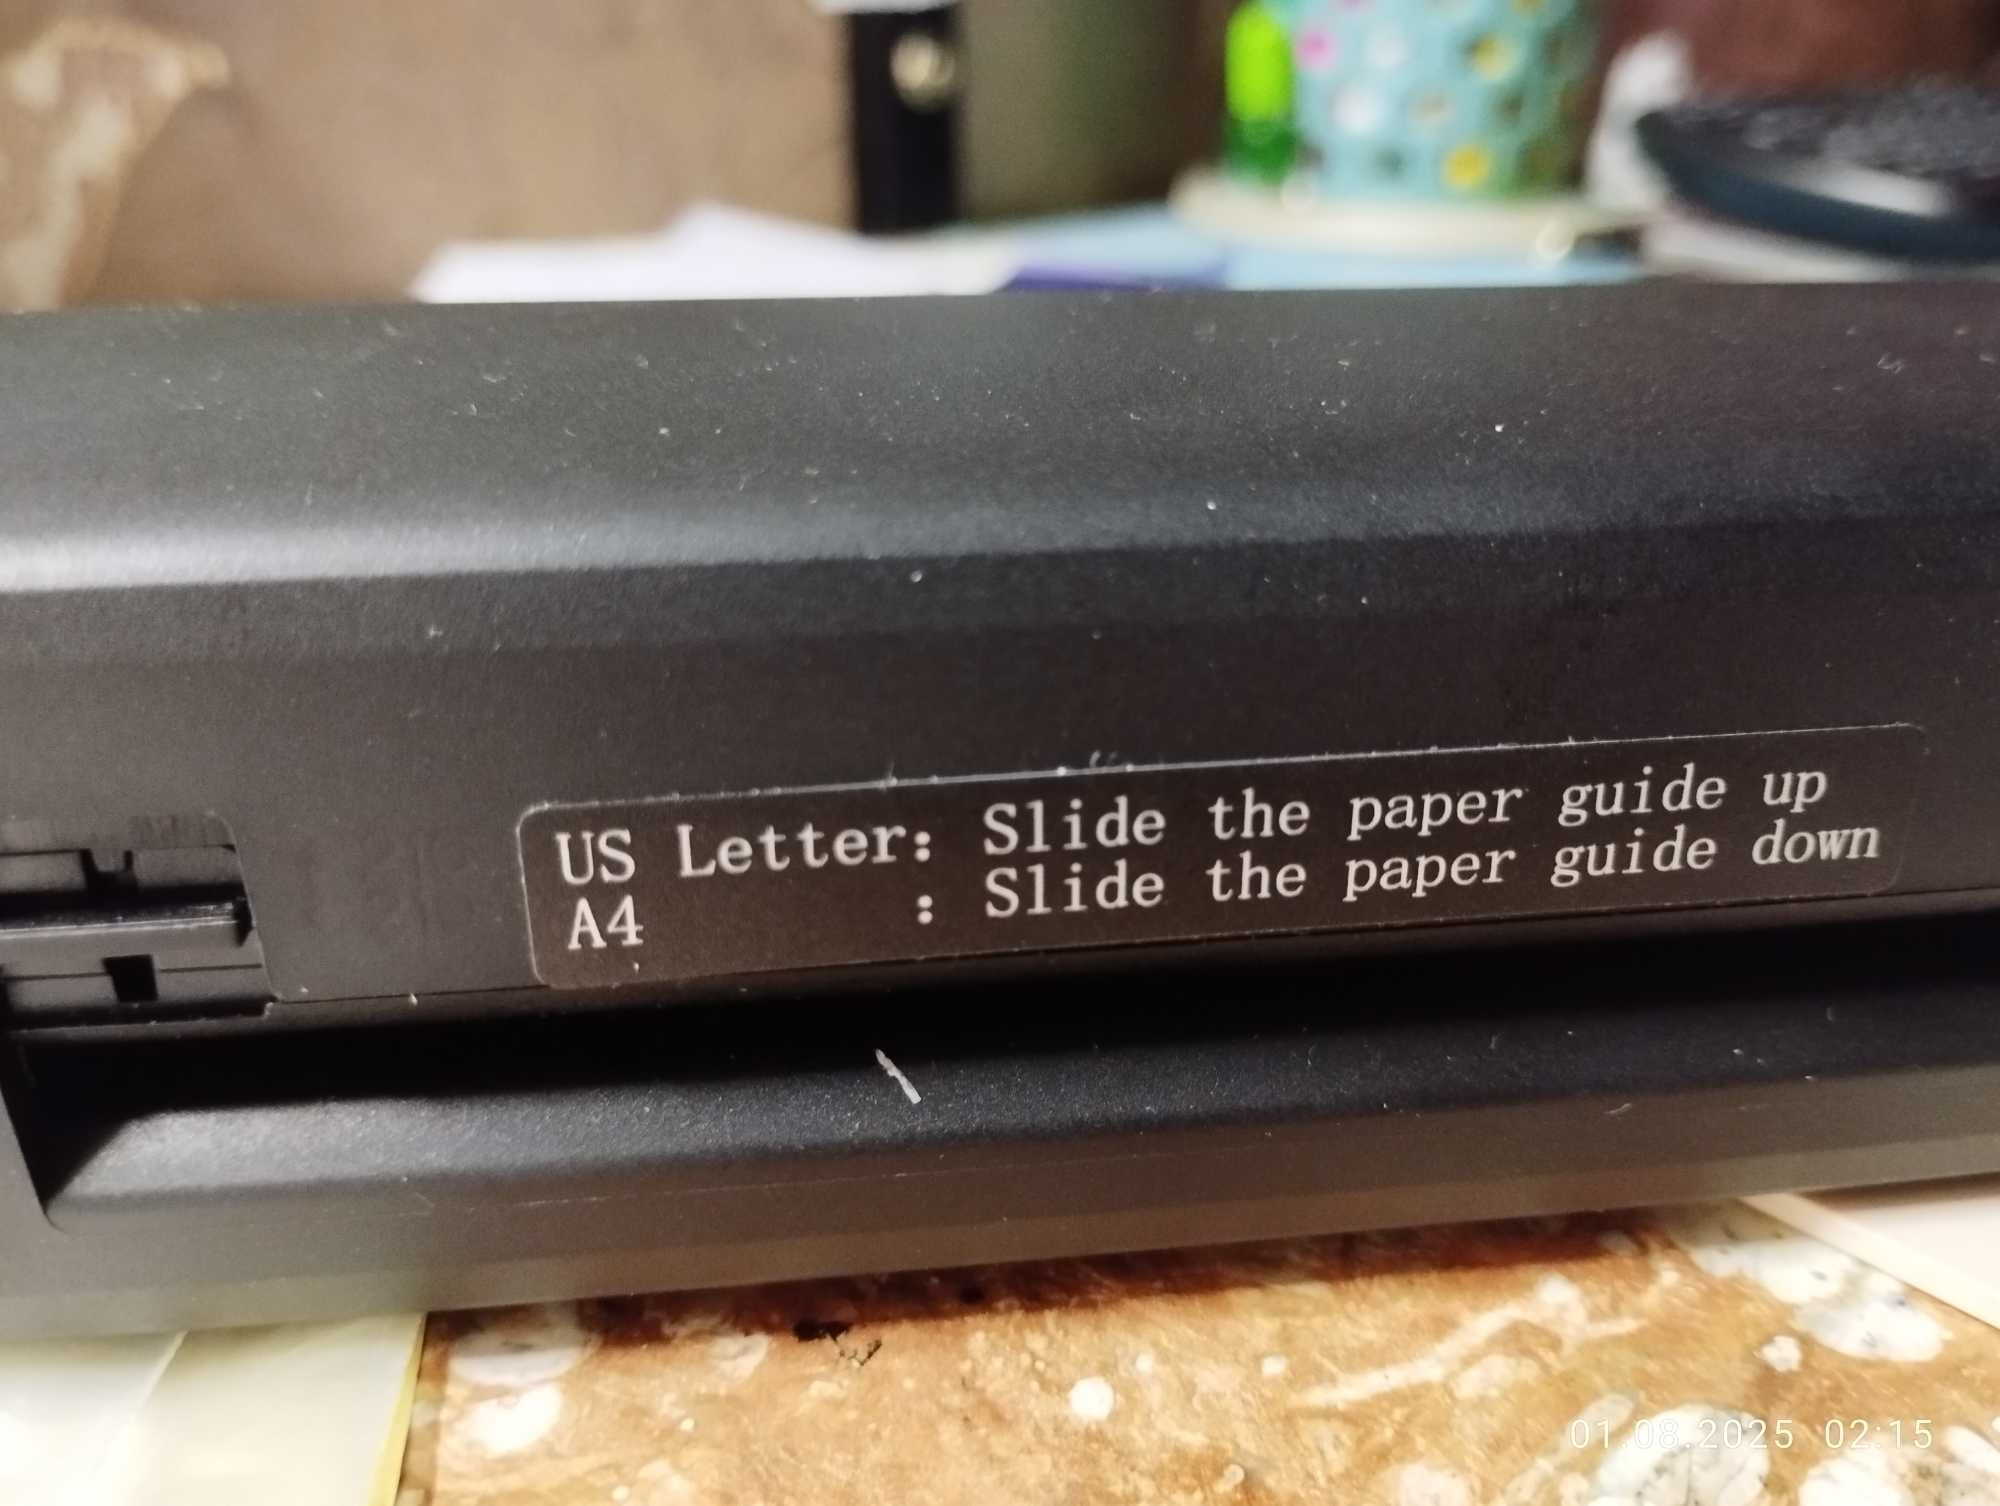 US Letter: Slide the paper guide up
A4 : Slide the paper guide down
01.08.2025 02:15